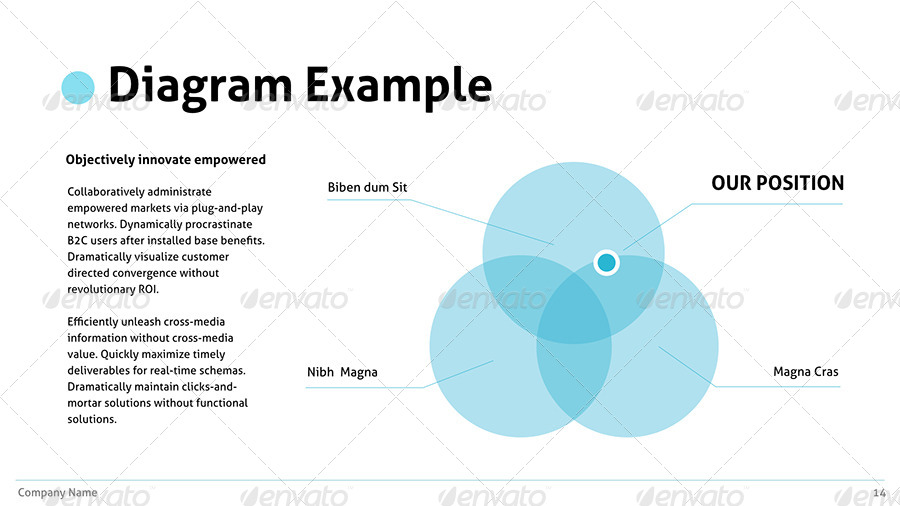 Diagram Example
Objectively innovate empowered
Collaboratively administrate
empowered markets via plug-and-play
networks. Dynamically procrastinate
B2C users after installed base benefits.
Dramatically visualize customer
directed convergence without
revolutionary ROI.
Efficiently unleash cross-media
information without cross-media
value. Quickly maximize timely
deliverables for real-time schemas.
Dramatically maintain clicks-and-
mortar solutions without functional
solutions.
Biben dum Sit
OUR POSITION
Nibh Magna
Magna Cras
Company Name
14
envato